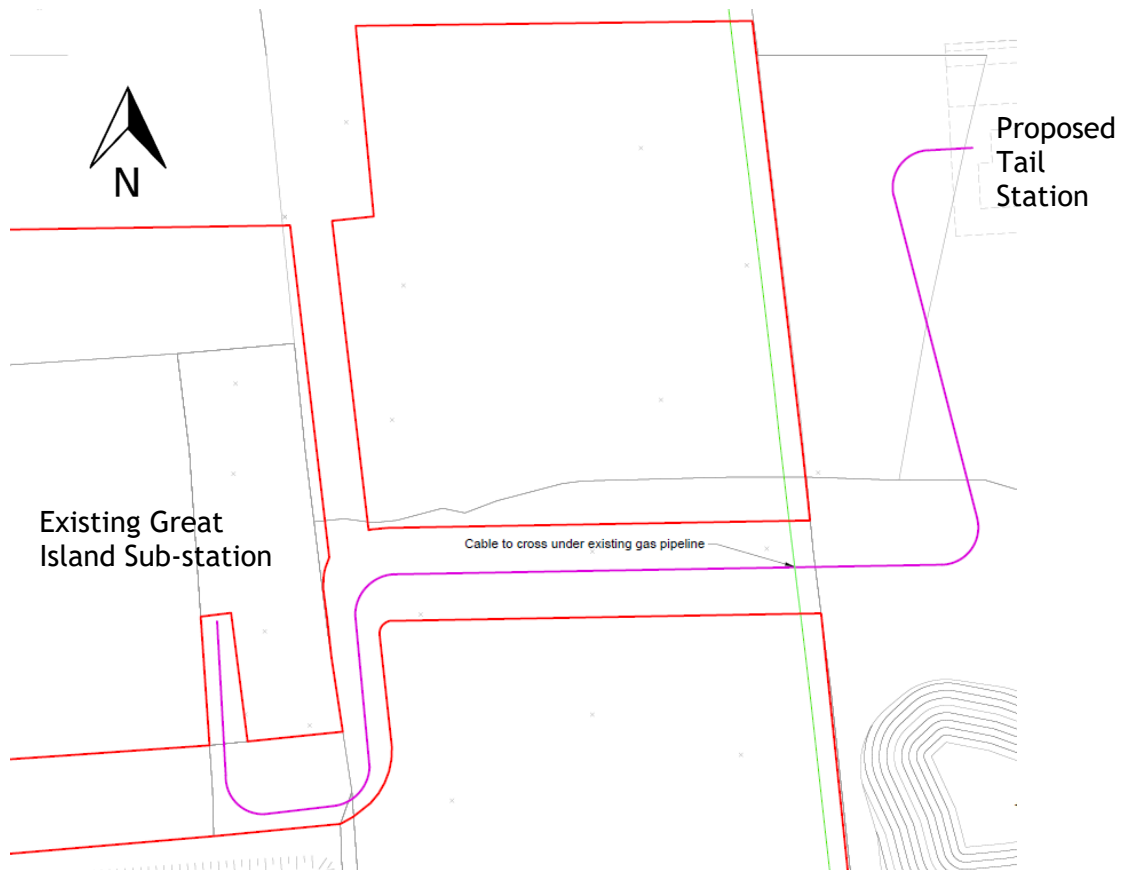 Proposed
Tail
Station
N
Existing Great
Island Sub-station
Cable to cross under existing gas pipeline